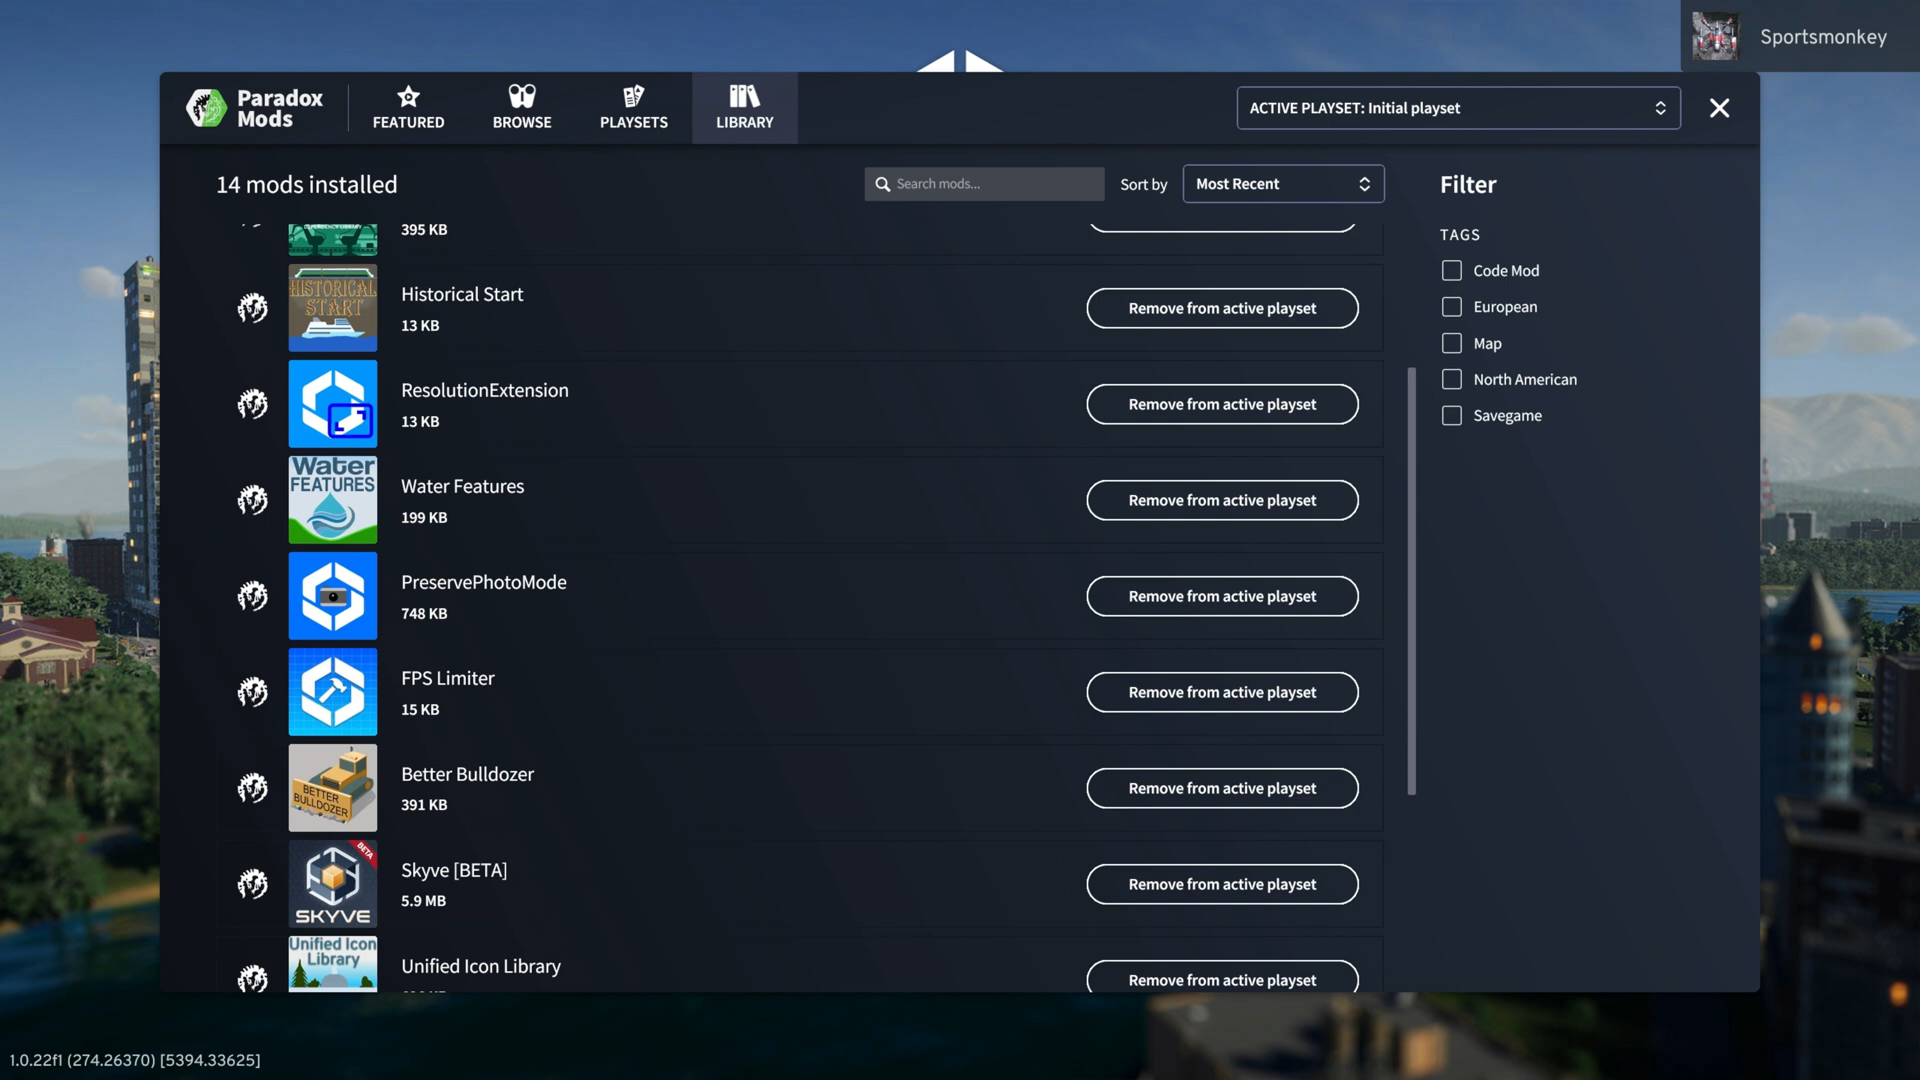 Sportsmonkey
Paradox
Mods
FEATURED
BROWSE
PLAYSETS
LIBRARY
ACTIVE PLAYSET: Initial playset
14 mods installed
Search mods...
Sort by
Most Recent
Filter
TAGS
Code Mod
European
Map
North American
Savegame
395 KB
HISTORICAL
START
Historical Start
13 KB
Remove from active playset
ResolutionExtension
13 KB
Remove from active playset
Water
FEATURES
Water Features
199 KB
Remove from active playset
PreservePhotoMode
748 KB
Remove from active playset
FPS Limiter
15 KB
Remove from active playset
BETTER
BULLDOZER
Better Bulldozer
391 KB
Remove from active playset
BETA
SKYVE
Skyve [BETA]
5.9 MB
Remove from active playset
Unified Icon
Library
Unified Icon Library
Remove from active playset
1.0.22f1 (274.26370) [5394.33625]